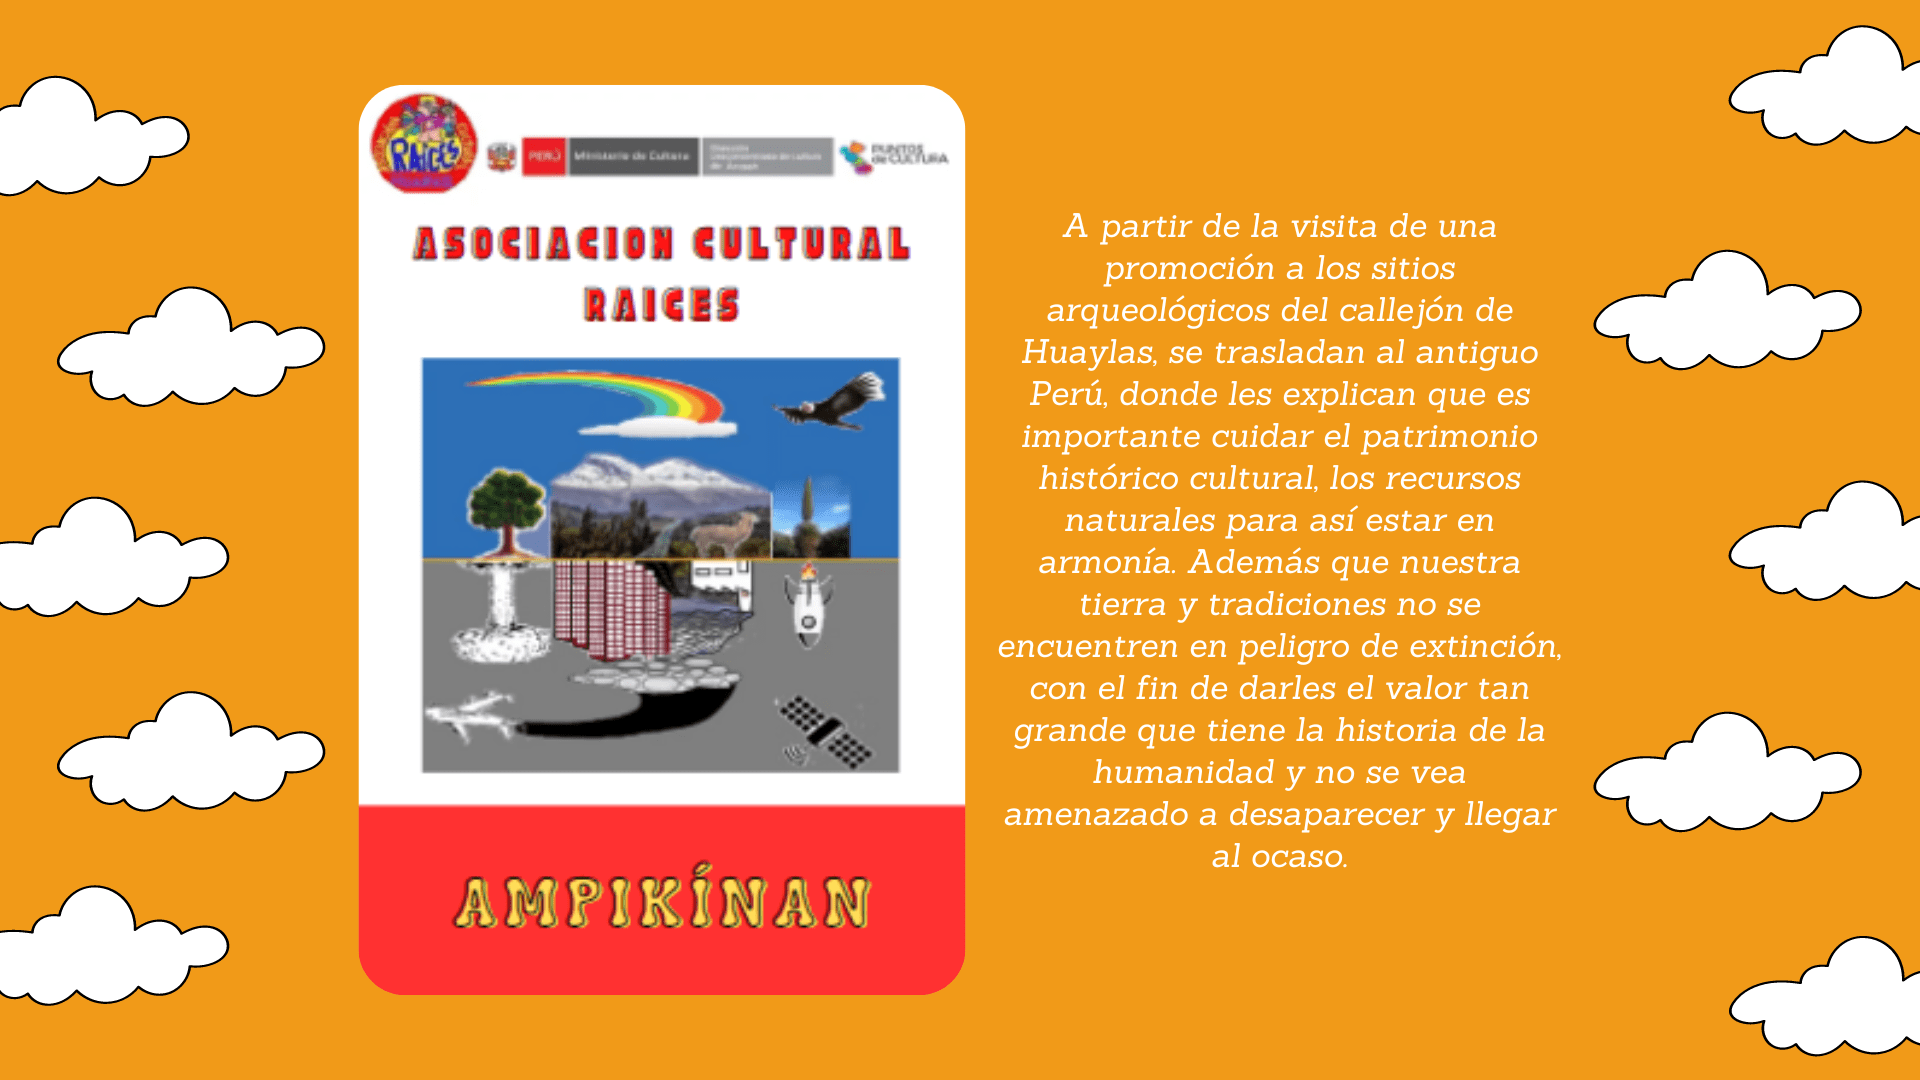 RAICES
PERÚ
Ministerio de Cultura
PUNTOS
de CULTURA
ASOCIACION CULTURAL
RAICES
AMPIKÍNAN
A partir de la visita de una
promoción a los sitios
arqueológicos del callejón de
Huaylas, se trasladan al antiguo
Perú, donde les explican que es
importante cuidar el patrimonio
histórico cultural, los recursos
naturales para así estar en
armonía. Además que nuestra
tierra y tradiciones no se
encuentren en peligro de extinción,
con el fin de darles el valor tan
grande que tiene la historia de la
humanidad y no se vea
amenazado a desaparecer y llegar
al ocaso.